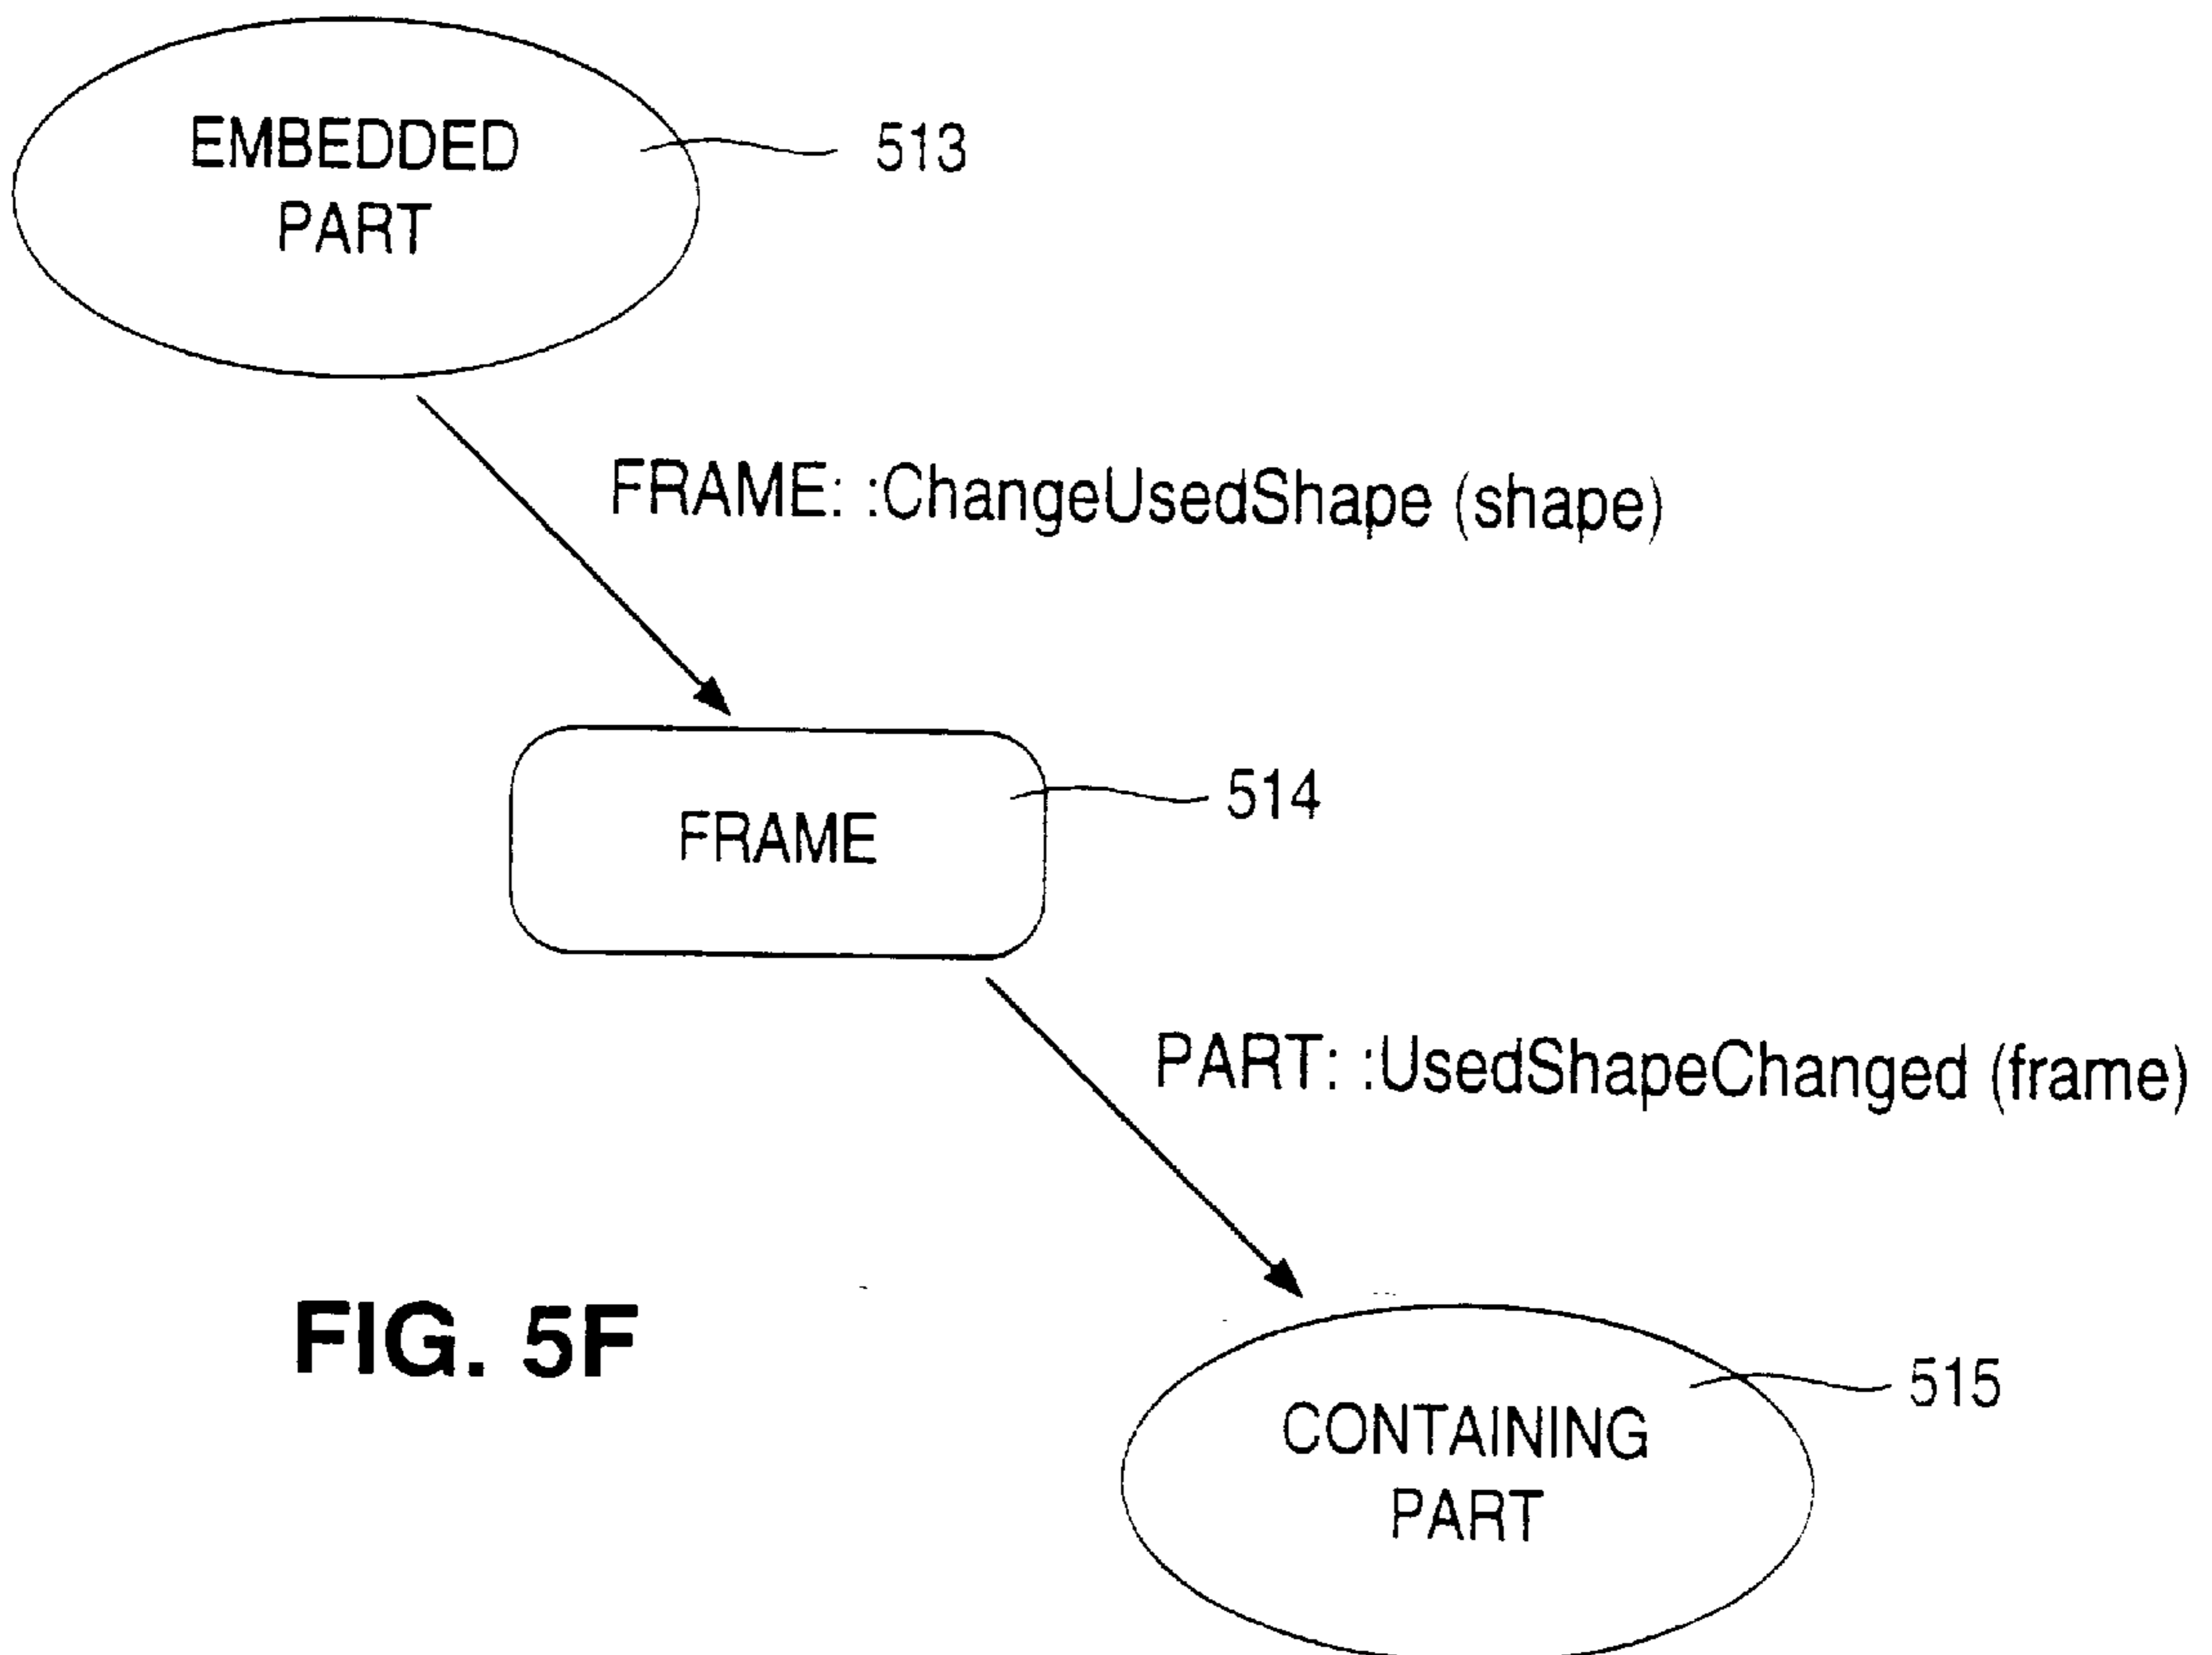 EMBEDDED
PART
513
FRAME: :ChangeUsedShape (shape)
FRAME
514
PART: :UsedShapeChanged (frame)
FIG. 5F
CONTAINING
PART
515